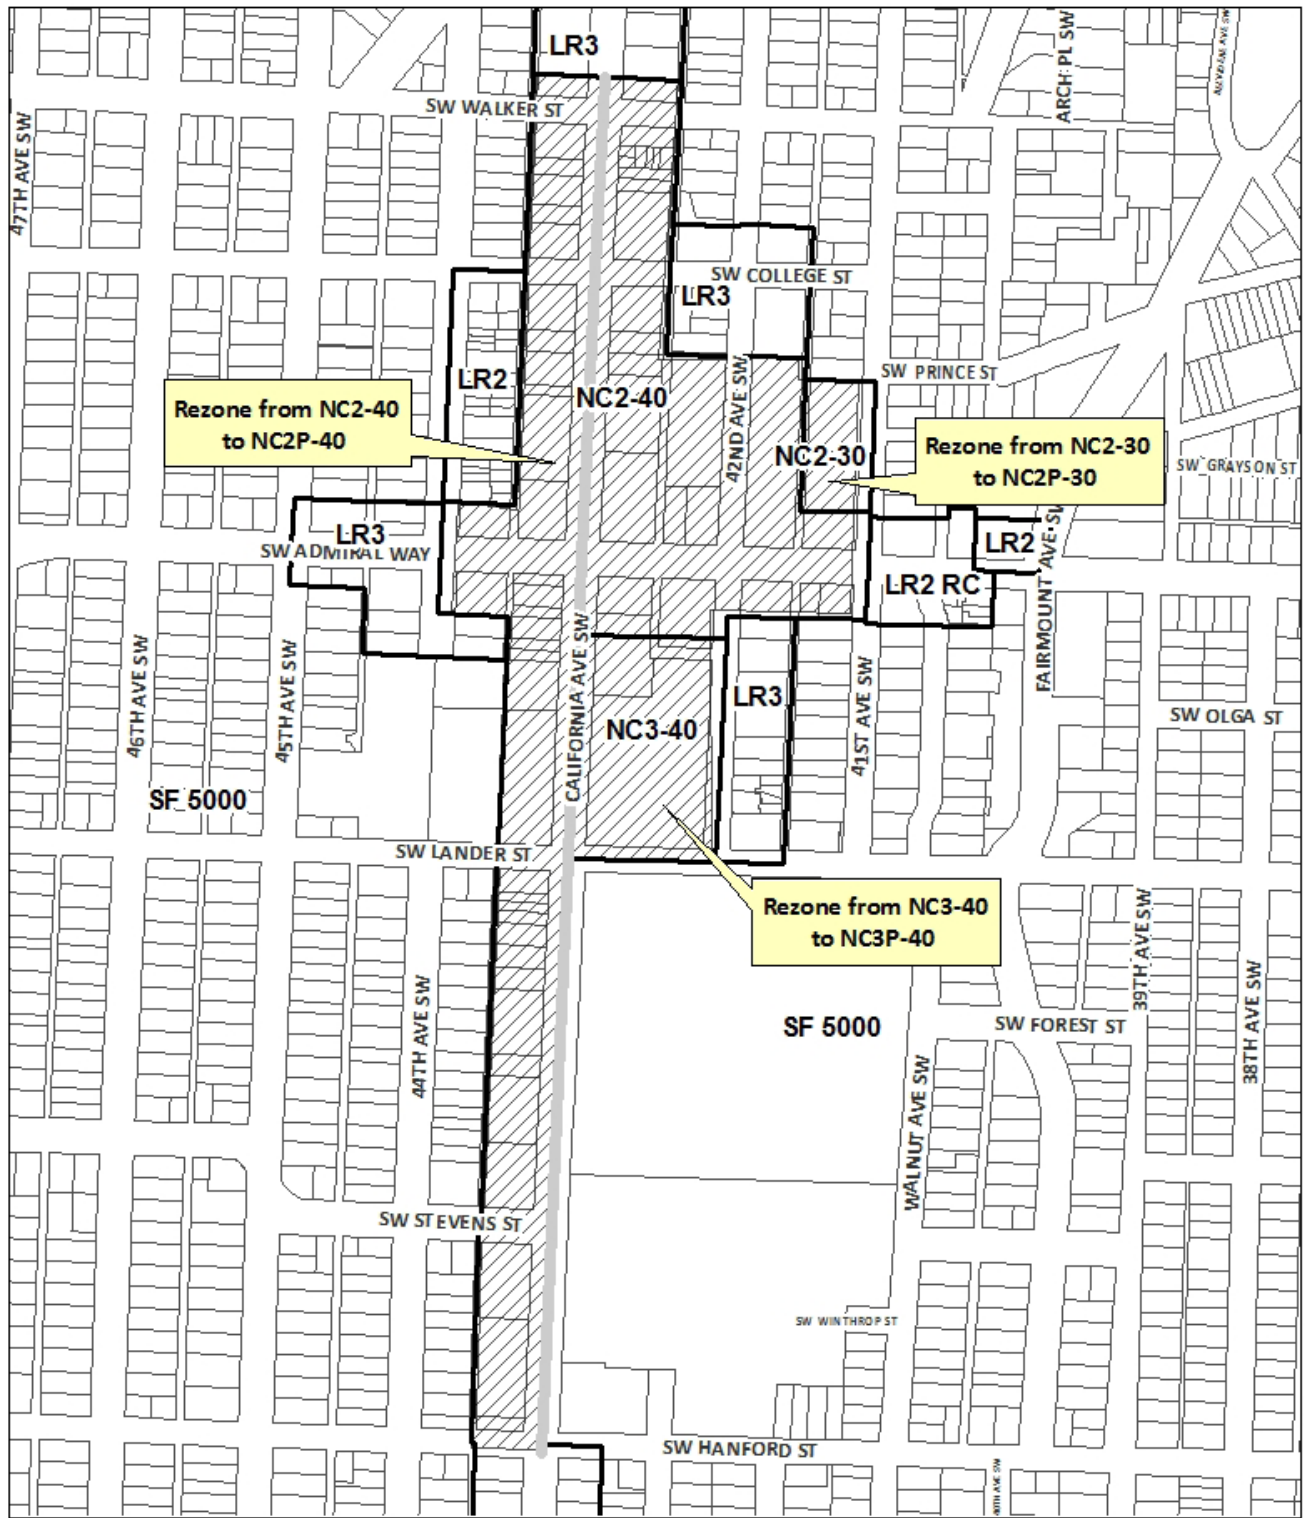 LR3
ARCH PL SW
SW WALKER ST
47TH AVE SW
SW COLLEGE ST
LR3
SW PRINCE ST
LR2
NC2-40
42ND AVE SW
Rezone from NC2-40
to NC2P-40
NC2-30
Rezone from NC2-30
to NC2P-30
SW GRAYSON ST
LR3
SW ADMIRAL WAY
LR2
LR2 RC
FAIRMOUNT AVE SW
46TH AVE SW
45TH AVE SW
CALIFORNIA AVE SW
LR3
NC3-40
41ST AVE SW
SW OLGA ST
SF 5000
SW LANDER ST
Rezone from NC3-40
to NC3P-40
39TH AVE SW
44TH AVE SW
SF 5000
SW FOREST ST
38TH AVE SW
WALNUT AVE SW
SW STEVENS ST
SW WINTHROP ST
SW HANFORD ST
40TH AVE SW